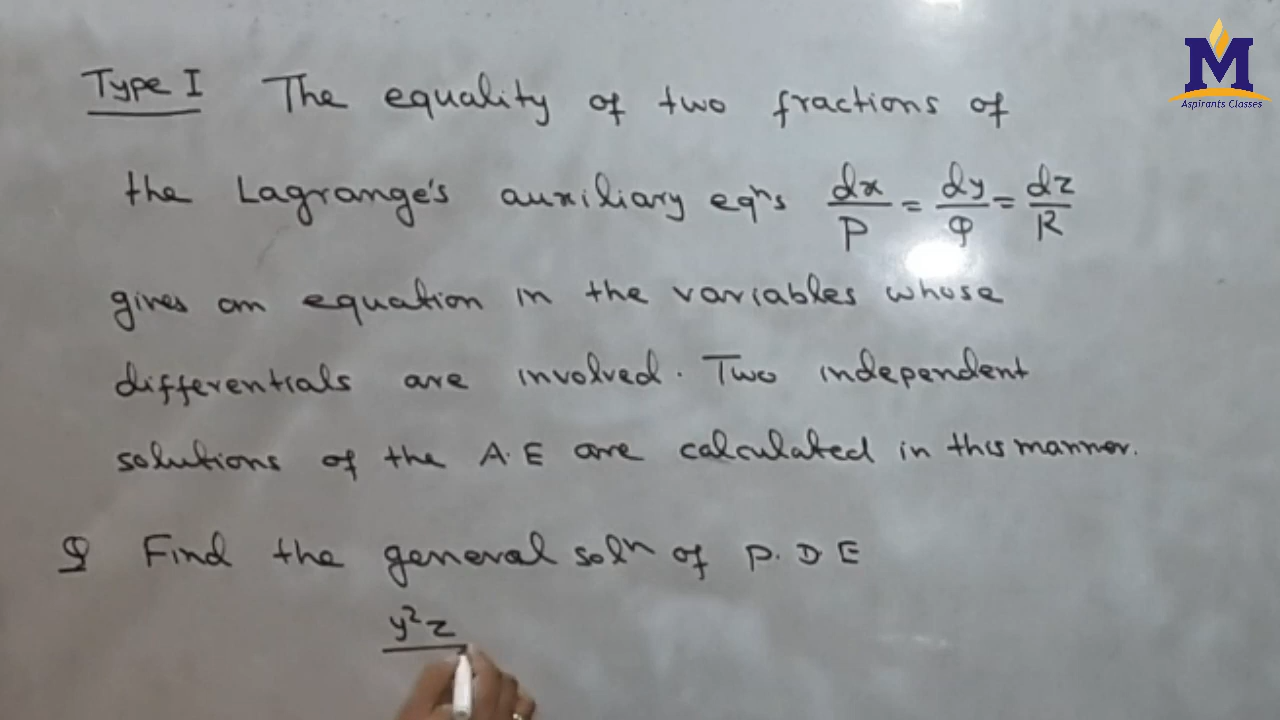 M
Aspirants Classes
Type I The equality of two fractions of
the Lagrange's auxiliary eqⁿs dx/P = dy/Q = dz/R
gives an equation in the variables whose
differentials are involved. Two independent
solutions of the A.E are calculated in this manner.
Q Find the general solⁿ of P.D E
y²z